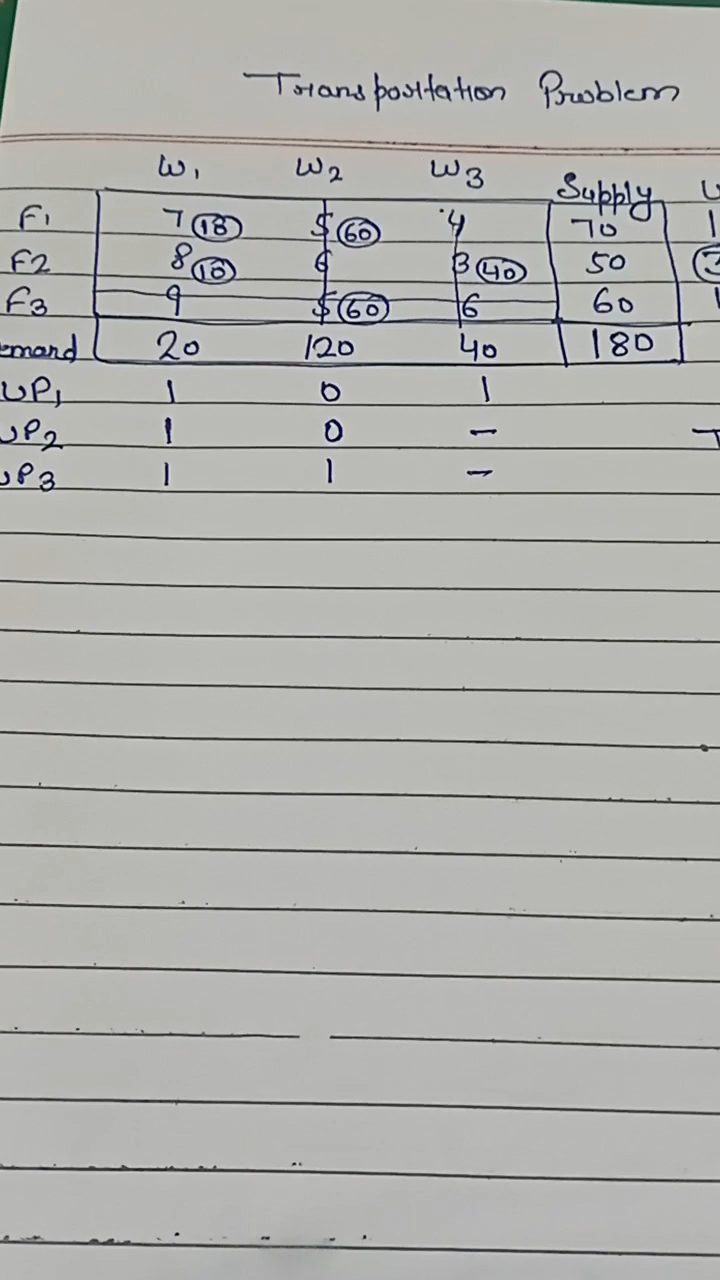 Transportation Problem
W1 W2 W3 Supply
F1 7 (10) 5 (60) 4 70 1
F2 8 (10) 6 3 (40) 50
F3 9 5 (60) 6 60 1
emand 20 120 40 180
UP1 1 0 1
UP2 1 0 -
UP3 1 1 -